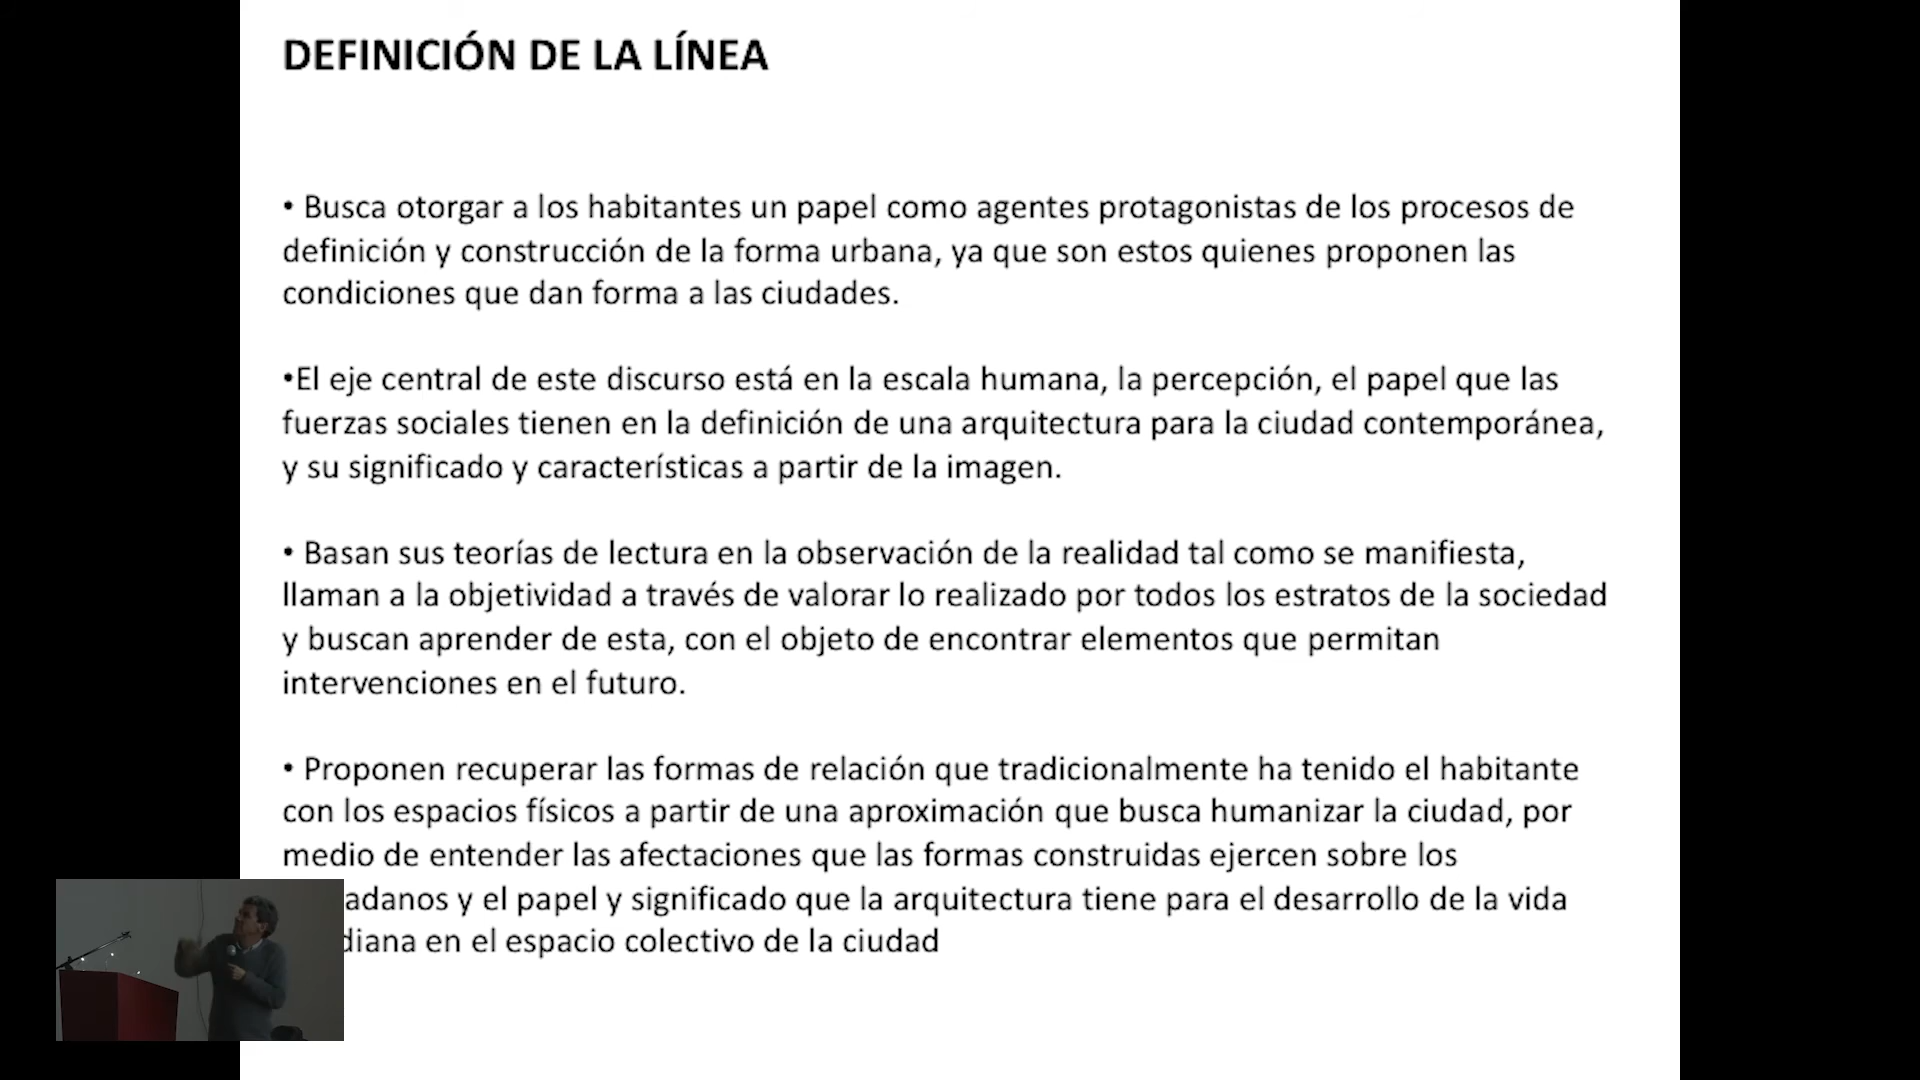 DEFINICIÓN DE LA LÍNEA
• Busca otorgar a los habitantes un papel como agentes protagonistas de los procesos de
definición y construcción de la forma urbana, ya que son estos quienes proponen las
condiciones que dan forma a las ciudades.
•El eje central de este discurso está en la escala humana, la percepción, el papel que las
fuerzas sociales tienen en la definición de una arquitectura para la ciudad contemporánea,
y su significado y características a partir de la imagen.
• Basan sus teorías de lectura en la observación de la realidad tal como se manifiesta,
llaman a la objetividad a través de valorar lo realizado por todos los estratos de la sociedad
y buscan aprender de esta, con el objeto de encontrar elementos que permitan
intervenciones en el futuro.
• Proponen recuperar las formas de relación que tradicionalmente ha tenido el habitante
con los espacios físicos a partir de una aproximación que busca humanizar la ciudad, por
medio de entender las afectaciones que las formas construidas ejercen sobre los
adanos y el papel y significado que la arquitectura tiene para el desarrollo de la vida
diana en el espacio colectivo de la ciudad